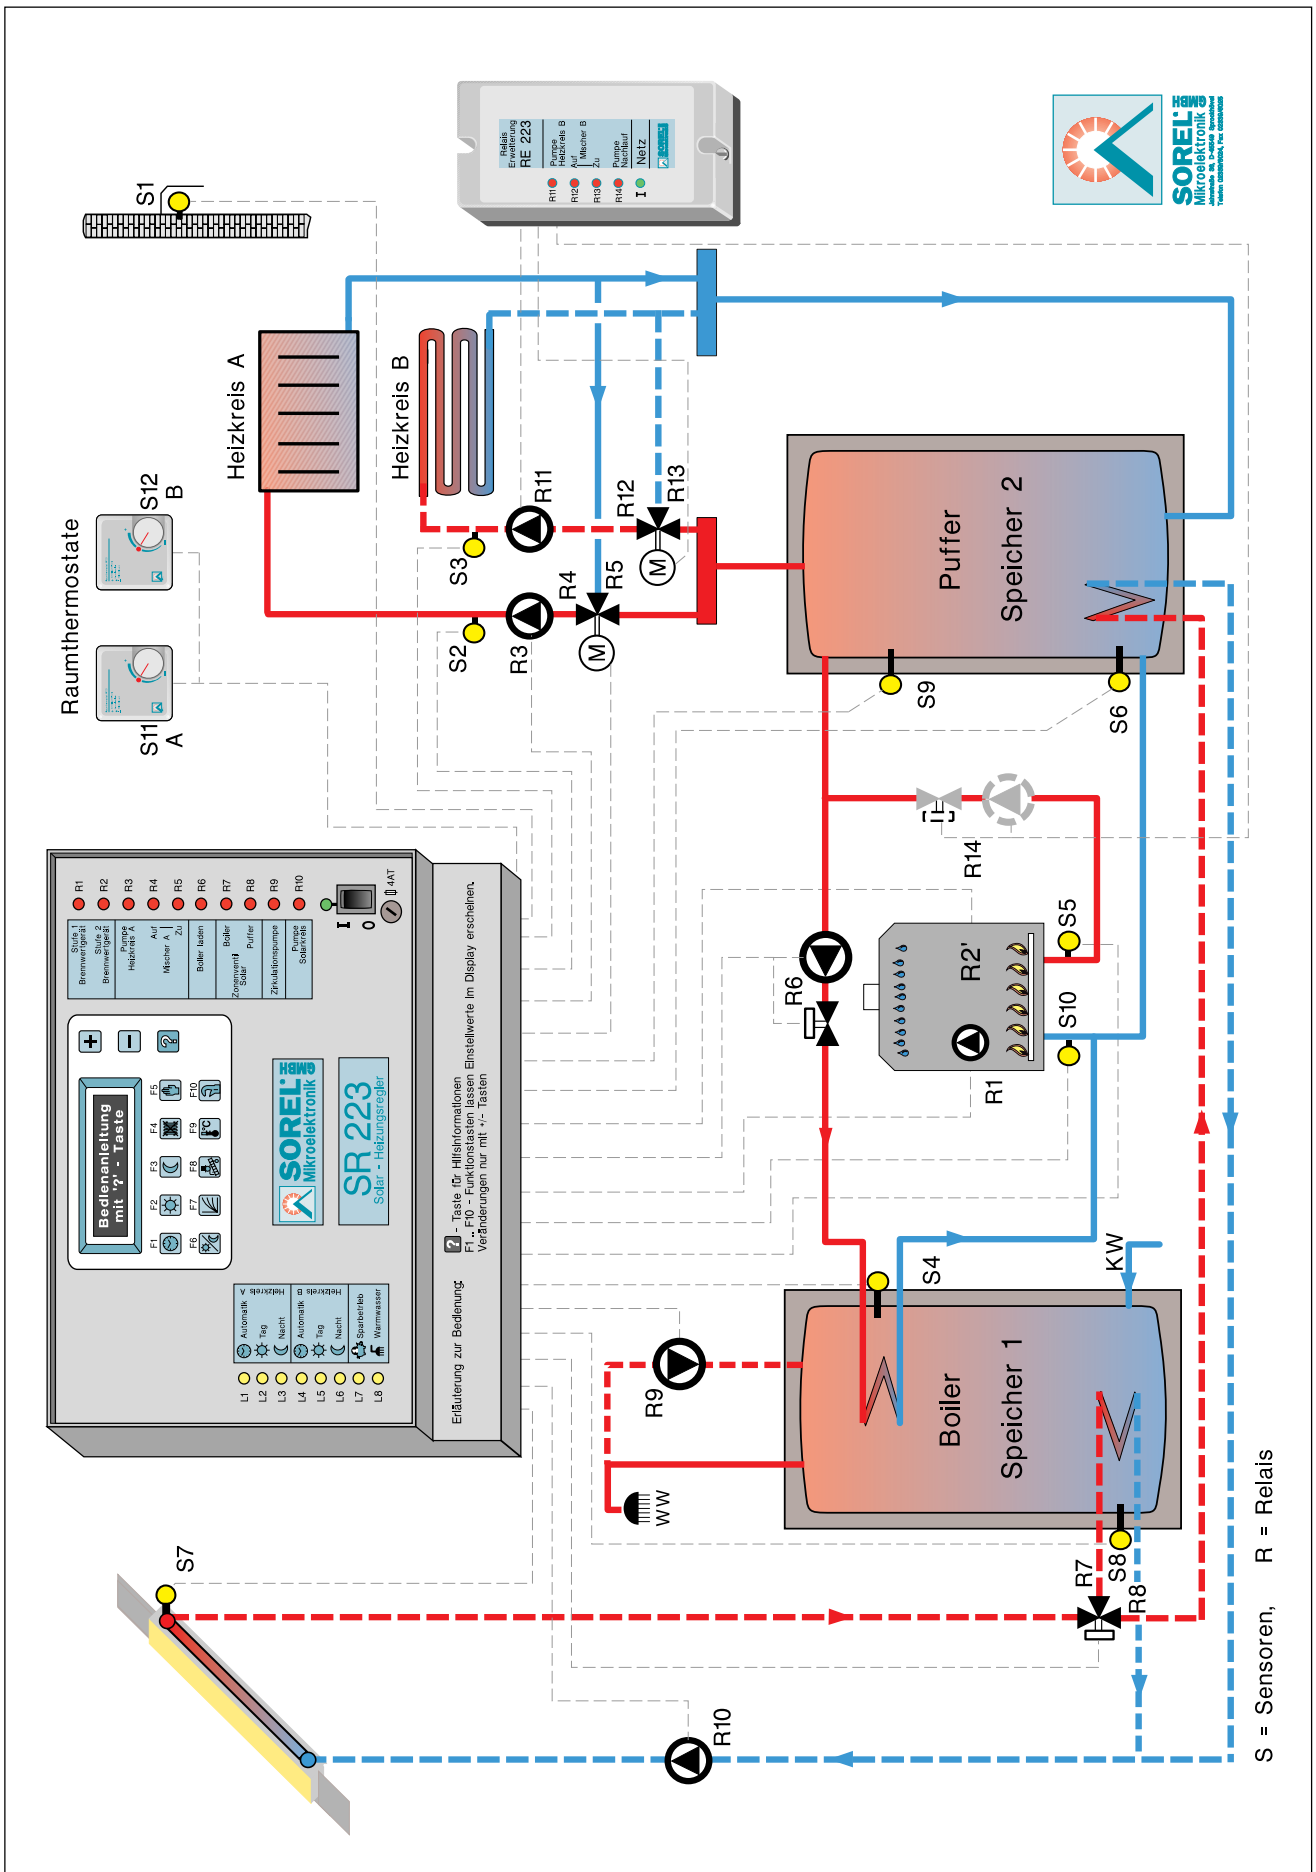 S7
L1 Automatik
L2 Tag
L3 Nacht
Heizkreis A
L4 Automatik
L5 Tag
L6 Nacht
Heizkreis B
L7 Sparbetrieb
L8 Warmwasser
Bedienanleitung
mit '?' - Taste
F1 F2 F3 F4 F5
F6 F7 F8 F9 F10
+
-
?
SOREL GMBH
Mikroelektronik
SR 223
Solar - Heizungsregler
Stufe 1 R1
Brennwertgerät
Stufe 2 R2
Brennwertgerät
Pumpe R3
Heizkreis A
Auf R4
Mischer A
Zu R5
Boiler laden R6
Boiler R7
Zonenventil
Solar
Puffer R8
Zirkulationspumpe R9
Pumpe R10
Solarkreis
I
O
4AT
Erläuterung zur Bedienung:
? - Taste für Hilfsinformationen
F1 .. F10 - Funktionstasten lassen Einstellwerte im Display erscheinen.
Veränderungen nur mit +/- Tasten
Raumthermostate
S11
A
S12
B
S1
Heizkreis A
Heizkreis B
S2
S3
R3
R11
R4
R5
R12
R13
M
M
Relais
Erweiterung
RE 223
R11 Pumpe
Heizkreis B
R12 Auf
Mischer B
R13 Zu
R14 Pumpe
Nachlauf
I Netz
SOREL
R10
R9
WW
S4
KW
R6
R1
R2'
S10
S5
R14
S9
S6
Boiler
Speicher 1
Puffer
Speicher 2
S8
R7
R8
SOREL GMBH
Mikroelektronik
S = Sensoren, R = Relais